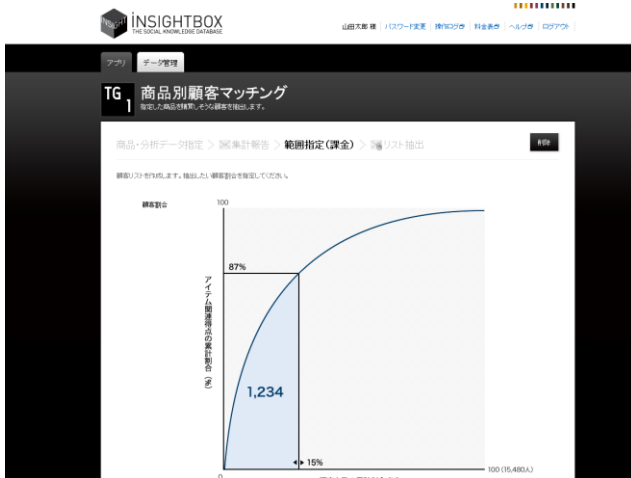 INSIGHT
iNSIGHTBOX
THE SOCIAL KNOWLEDGE DATABASE
山田太郎 様 | パスワード変更 | 操作ログ | 料金表 | ヘルプ | ログアウト
アプリ データ管理
TG 1 商品別顧客マッチング
指定した商品を購買しそうな顧客を抽出します。
商品・分析データ指定 > 集計報告 > 範囲指定(課金) > リスト抽出
削除
顧客リストを作成します。抽出したい顧客割合を指定してください。
顧客割合
100
87%
アイテム関連得点の累計割合(%)
1,234
15%
0
100 (15,480人)